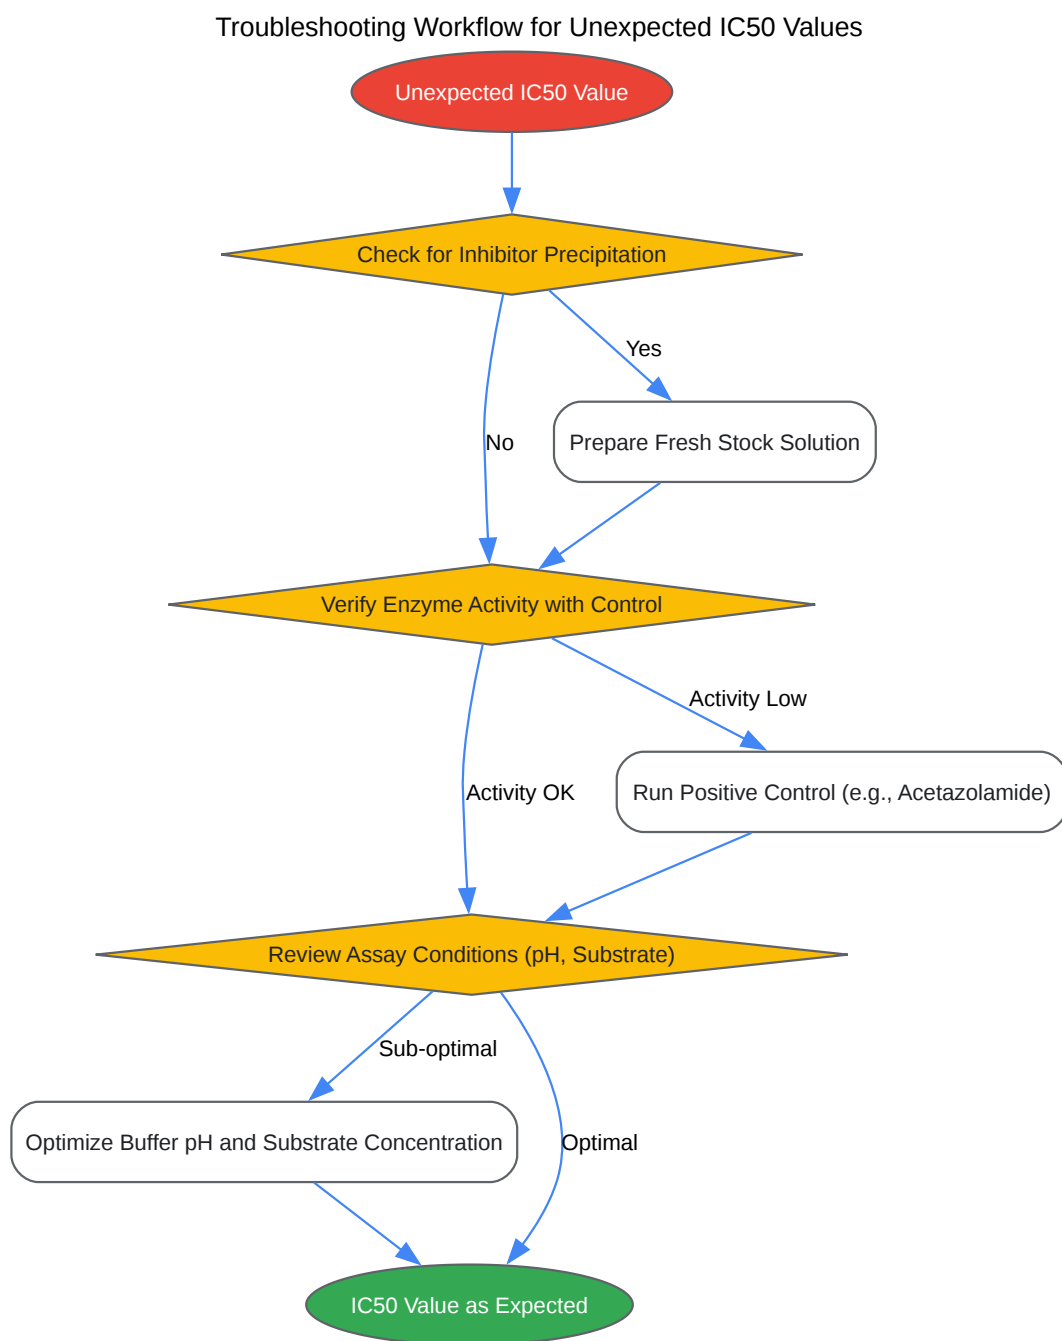 Troubleshooting Workflow for Unexpected IC50 Values
Unexpected IC50 Value
Check for Inhibitor Precipitation
Yes
No
Prepare Fresh Stock Solution
Verify Enzyme Activity with Control
Activity Low
Activity OK
Run Positive Control (e.g., Acetazolamide)
Review Assay Conditions (pH, Substrate)
Sub-optimal
Optimize Buffer pH and Substrate Concentration
Optimal
IC50 Value as Expected